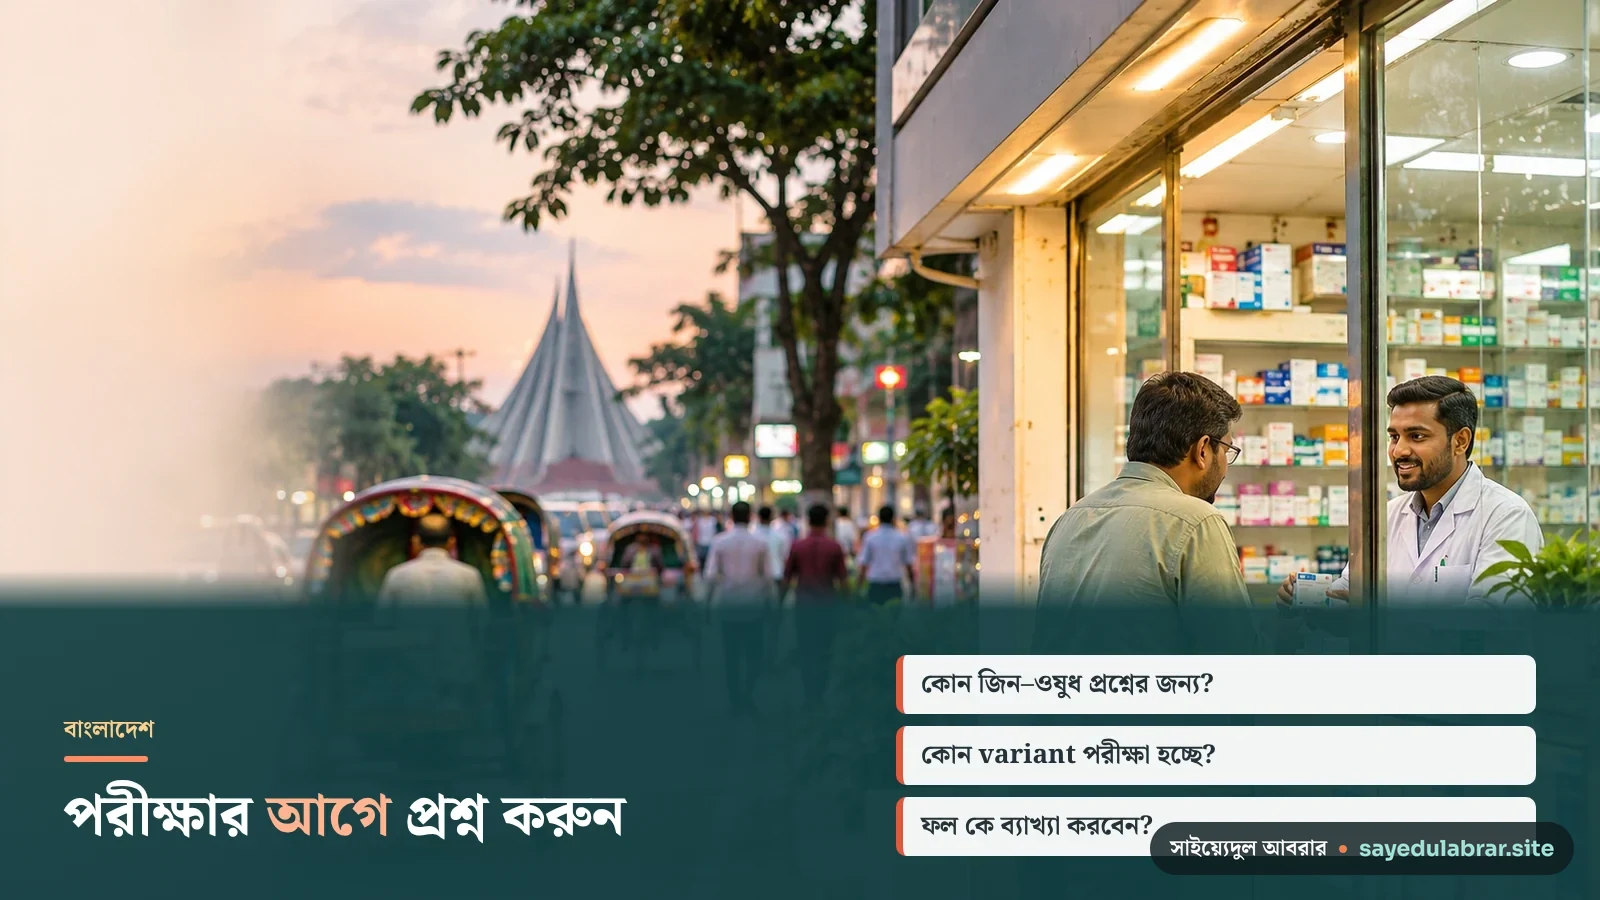 বাংলাদেশ
পরীক্ষার আগে প্রশ্ন করুন
কোন জিন–ওষুধ প্রশ্নের জন্য?
কোন variant পরীক্ষা হচ্ছে?
ফল কে ব্যাখ্যা করবেন?
সাইয়্যেদুল আবরার • sayedulabrar.site